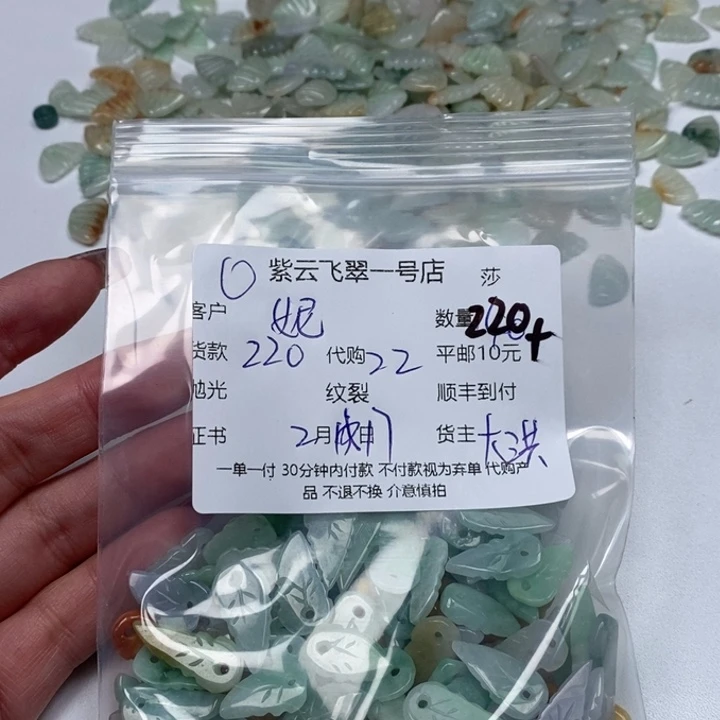 紫云飞翠一号店 莎
客户 妮 数量 220+
货款 220 代购 22 平邮10元
抛光 纹裂 顺丰到付
证书 2月 日 货主 大洪
一单一付 30分钟内付款 不付款视为弃单 代购产
品 不退不换 介意慎拍